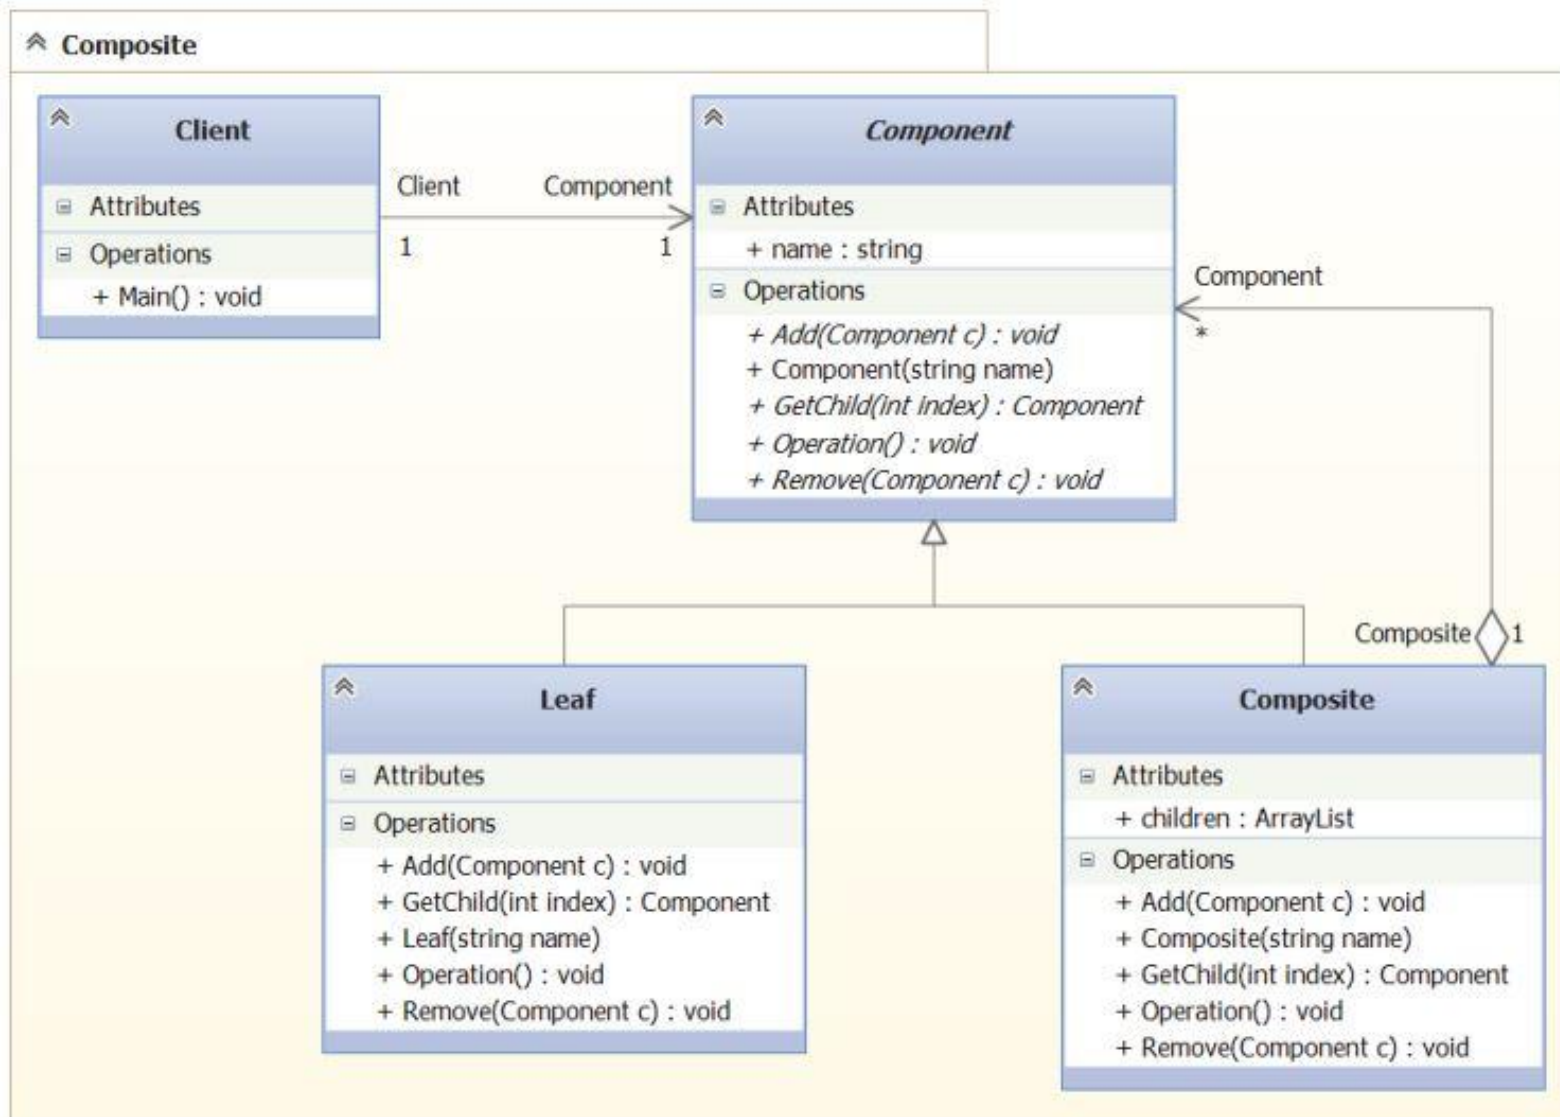 Composite
Client
Attributes
Operations
+ Main() : void
Client
Component
1
1
Component
Attributes
+ name : string
Operations
+ Add(Component c) : void
+ Component(string name)
+ GetChild(int index) : Component
+ Operation() : void
+ Remove(Component c) : void
Component
*
Composite
1
Leaf
Attributes
Operations
+ Add(Component c) : void
+ GetChild(int index) : Component
+ Leaf(string name)
+ Operation() : void
+ Remove(Component c) : void
Composite
Attributes
+ children : ArrayList
Operations
+ Add(Component c) : void
+ Composite(string name)
+ GetChild(int index) : Component
+ Operation() : void
+ Remove(Component c) : void